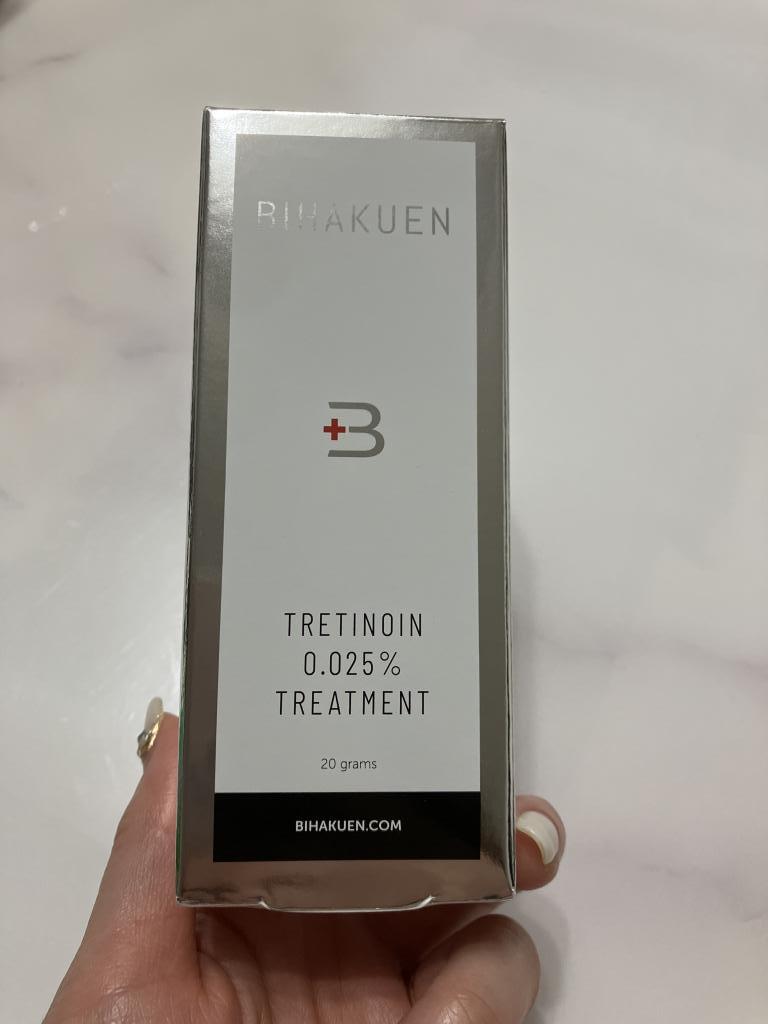 BIHAKUEN
+B
TRETINOIN
0.025%
TREATMENT
20 grams
BIHAKUEN.COM